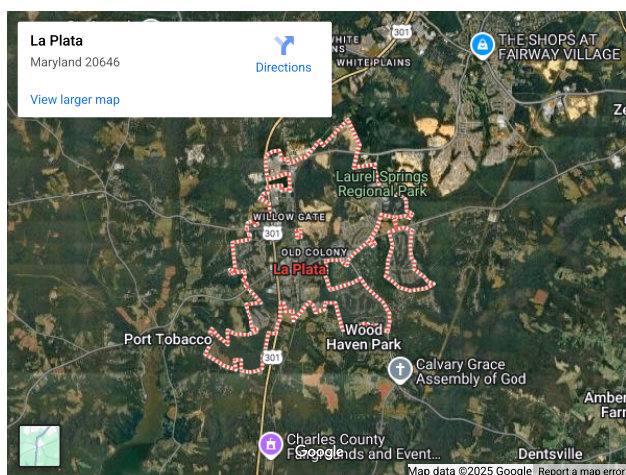 La Plata
Maryland 20646
Directions
View larger map
301
WHITE PLAINS
THE SHOPS AT
FAIRWAY VILLAGE
Laurel Springs
Regional Park
WILLOW GATE
301
OLD COLONY
La Plata
Port Tobacco
Wood
Haven Park
301
Calvary Grace
Assembly of God
Charles County
Fairgrounds and Event...
Google
Dentsville
Map data ©2025 Google
Report a map error